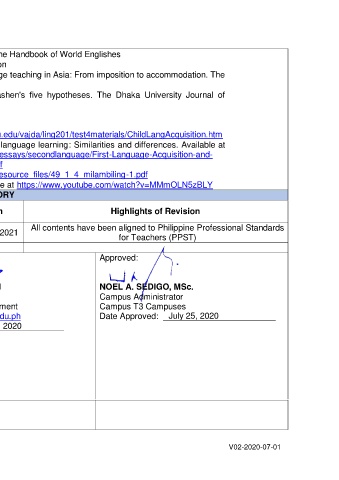 ne Handbook of World Englishes
on
ge teaching in Asia: From imposition to accommodation. The
ashen's five hypotheses. The Dhaka University Journal of
u.edu/vajda/ling201/test4materials/ChildLangAcquisition.htm
language learning: Similarities and differences. Available at
essays/secondlanguage/First-Language-Acquisition-and-
f
resource_files/49_1_4_milambiling-1.pdf
e at https://www.youtube.com/watch?v=MMmOLN5zBLY
ORY
n Highlights of Revision
2021 All contents have been aligned to Philippine Professional Standards
for Teachers (PPST)
Approved:
NOEL A. SEDIGO, MSc.
Campus Administrator
ment Campus T3 Campuses
du.ph Date Approved: July 25, 2020
2020
V02-2020-07-01